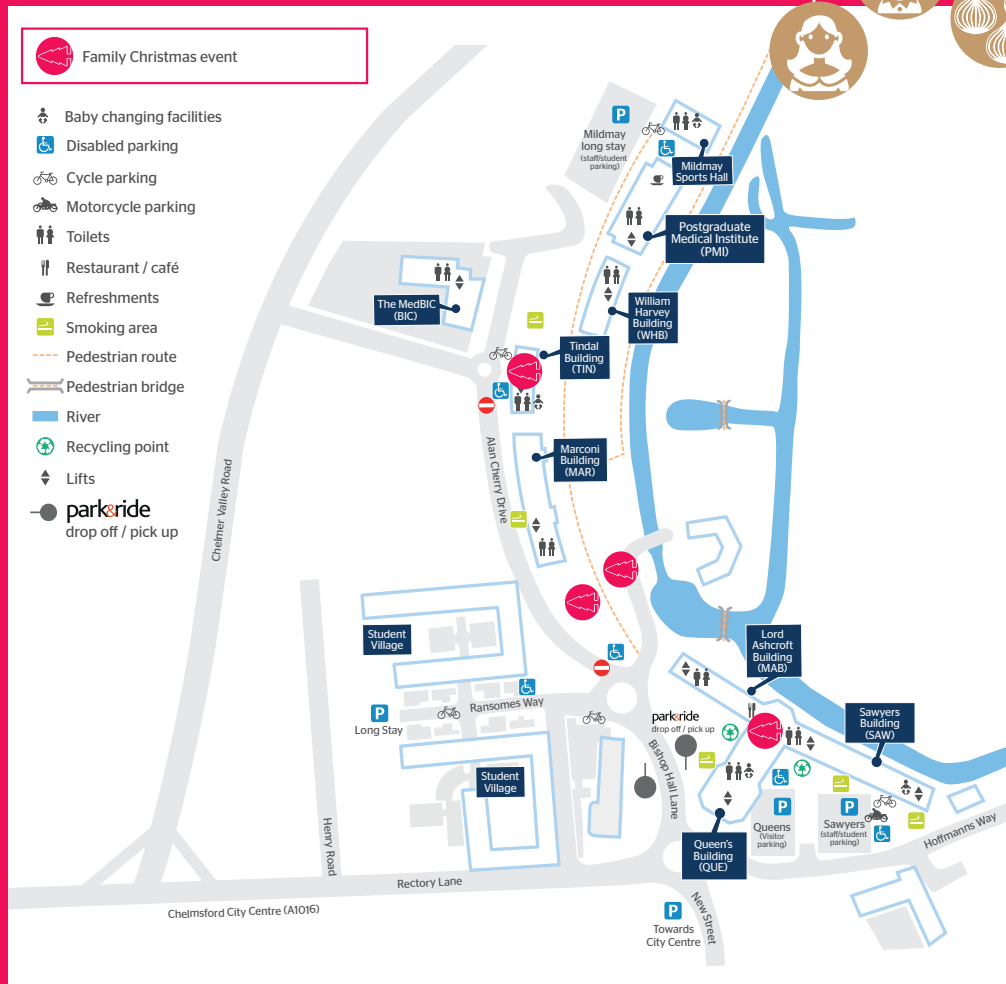 Family Christmas event
Baby changing facilities
Disabled parking
Cycle parking
Motorcycle parking
Toilets
Restaurant / café
Refreshments
Smoking area
Pedestrian route
Pedestrian bridge
River
Recycling point
Lifts
park&ride
drop off / pick up
P
Mildmay
long stay
(staff/student
parking)
Mildmay
Sports Hall
Postgraduate
Medical Institute
(PMI)
The MedBIC
(BIC)
William
Harvey
Building
(WHB)
Tindal
Building
(TIN)
Marconi
Building
(MAR)
Alan Cherry Drive
Chelmer Valley Road
Student
Village
Lord
Ashcroft
Building
(MAB)
P
Long Stay
Ransomes Way
park&ride
drop off / pick up
Sawyers
Building
(SAW)
Student
Village
Bishop Hall Lane
P
Queens
(Visitor
parking)
P
Sawyers
(staff/student
parking)
Hoffmanns Way
Henry Road
Queen's
Building
(QUE)
Rectory Lane
Chelmsford City Centre (A1016)
New Street
P
Towards
City Centre